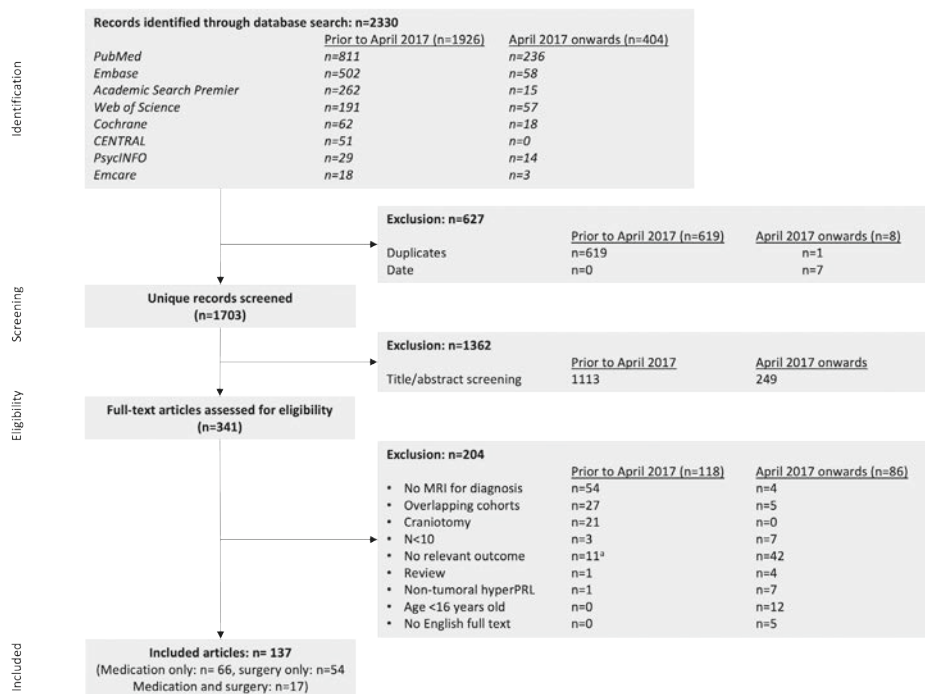 Identification
Records identified through database search: n=2330
Prior to April 2017 (n=1926) April 2017 onwards (n=404)
PubMed n=811 n=236
Embase n=502 n=58
Academic Search Premier n=262 n=15
Web of Science n=191 n=57
Cochrane n=62 n=18
CENTRAL n=51 n=0
PsycINFO n=29 n=14
Emcare n=18 n=3
Exclusion: n=627
Prior to April 2017 (n=619) April 2017 onwards (n=8)
Duplicates n=619 n=1
Date n=0 n=7
Screening
Unique records screened
(n=1703)
Exclusion: n=1362
Prior to April 2017 April 2017 onwards
Title/abstract screening 1113 249
Eligibility
Full-text articles assessed for eligibility
(n=341)
Exclusion: n=204
Prior to April 2017 (n=118) April 2017 onwards (n=86)
• No MRI for diagnosis n=54 n=4
• Overlapping cohorts n=27 n=5
• Craniotomy n=21 n=0
• N<10 n=3 n=7
• No relevant outcome n=11ᵃ n=42
• Review n=1 n=4
• Non-tumoral hyperPRL n=1 n=7
• Age <16 years old n=0 n=12
• No English full text n=0 n=5
Included
Included articles: n= 137
(Medication only: n= 66, surgery only: n=54
Medication and surgery: n=17)